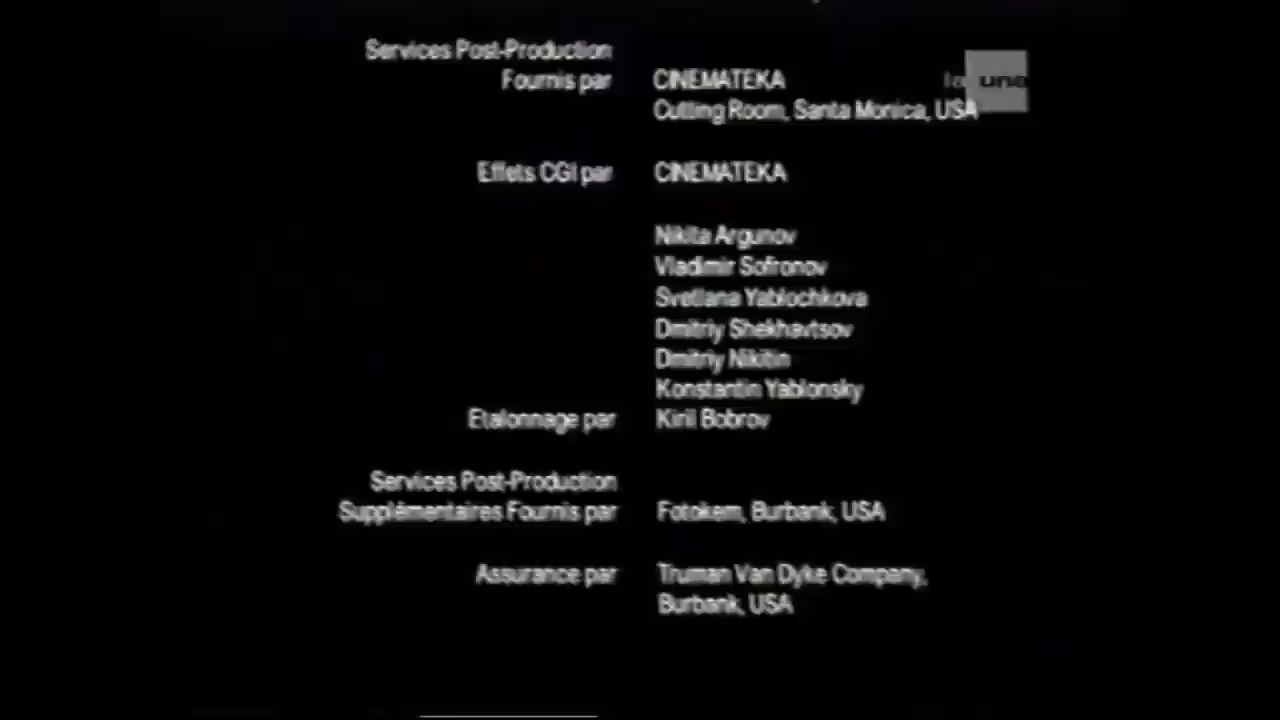 Services Post-Production
Fournis par CINEMATEKA
Cutting Room, Santa Monica, USA
la une
Effets CGI par CINEMATEKA
Nikita Argunov
Vladimir Sofronov
Svetlana Yablochkova
Dmitriy Shekhavtsov
Dmitriy Nikitin
Konstantin Yablonsky
Etalonnage par Kiril Bobrov
Services Post-Production
Supplémentaires Fournis par Fotokem, Burbank, USA
Assurance par Truman Van Dyke Company,
Burbank, USA